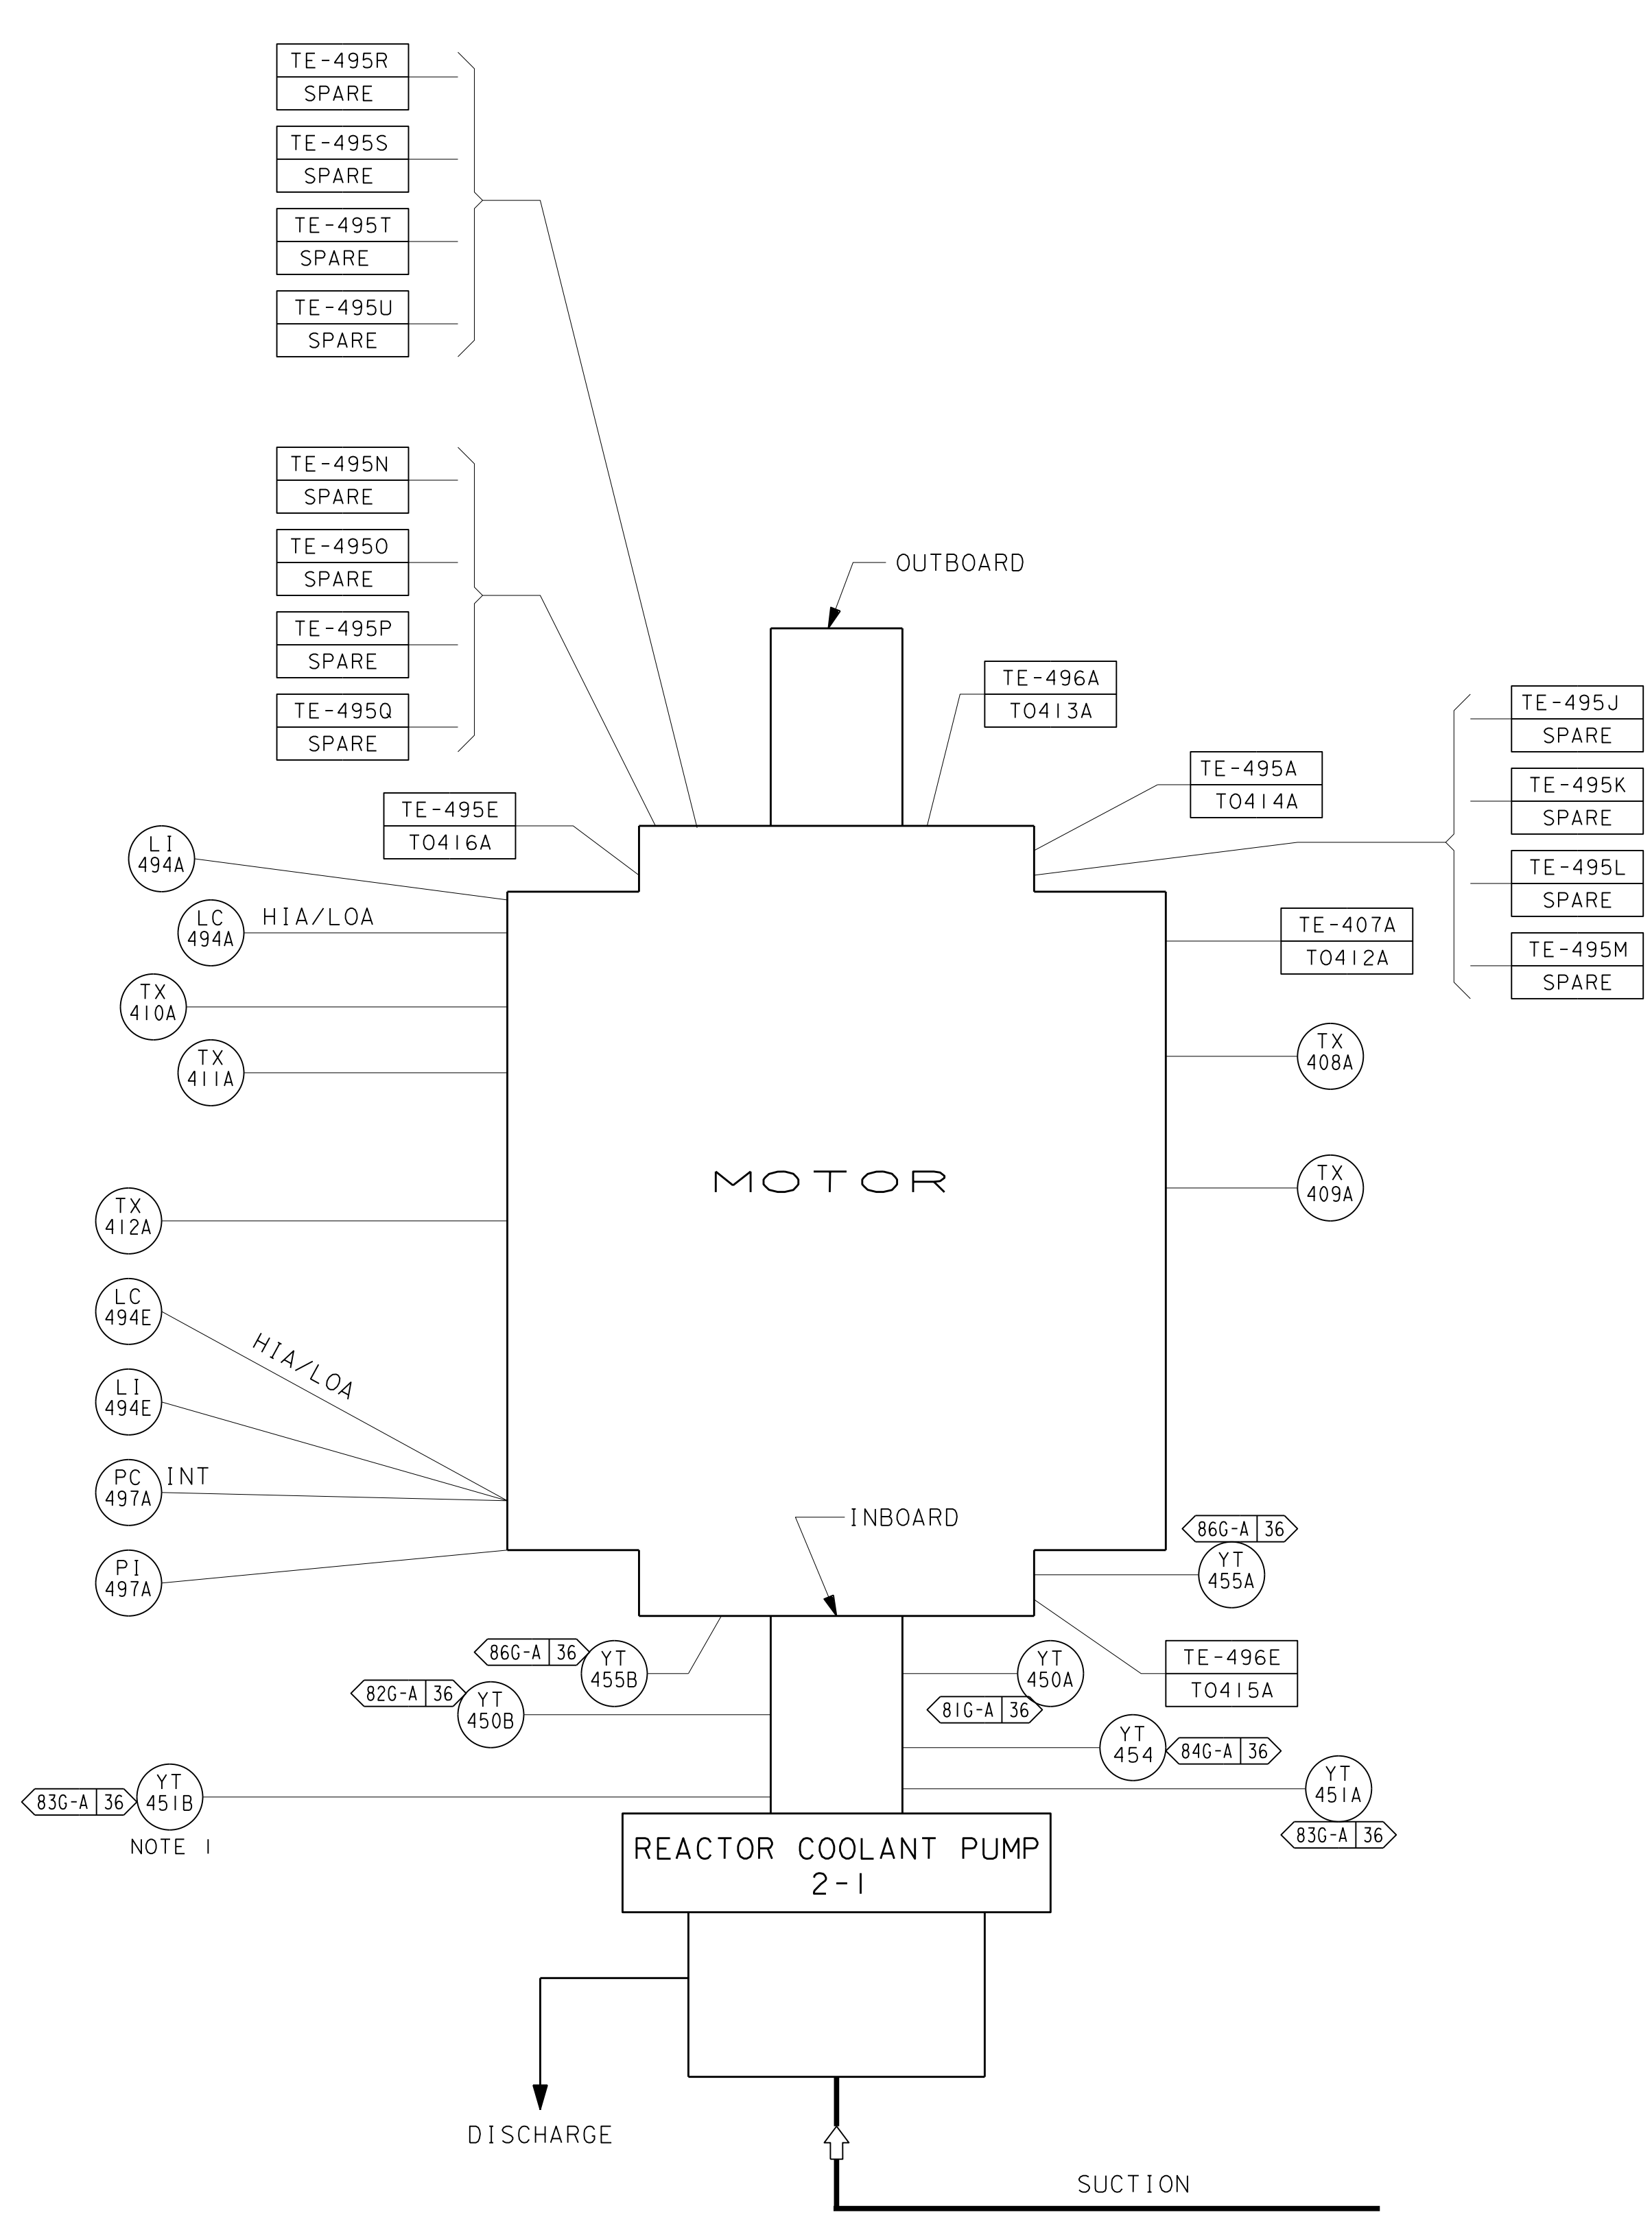 TE-495R
SPARE
TE-495S
SPARE
TE-495T
SPARE
TE-495U
SPARE
TE-495N
SPARE
TE-495O
SPARE
TE-495P
SPARE
TE-495Q
SPARE
OUTBOARD
TE-496A
TO413A
TE-495J
SPARE
TE-495K
SPARE
TE-495L
SPARE
TE-495M
SPARE
TE-495A
TO414A
TE-495E
TO416A
LI
494A
LC
494A
HIA/LOA
TE-407A
TO412A
TX
410A
TX
411A
TX
408A
MOTOR
TX
409A
TX
412A
LC
494E
HIA/LOA
LI
494E
PC
497A
INT
PI
497A
INBOARD
86G-A 36
YT
455A
86G-A 36
YT
455B
82G-A 36
YT
450B
YT
450A
81G-A 36
TE-496E
TO415A
YT
454
84G-A 36
83G-A 36
YT
451B
NOTE 1
YT
451A
83G-A 36
REACTOR COOLANT PUMP
2-1
DISCHARGE
SUCTION